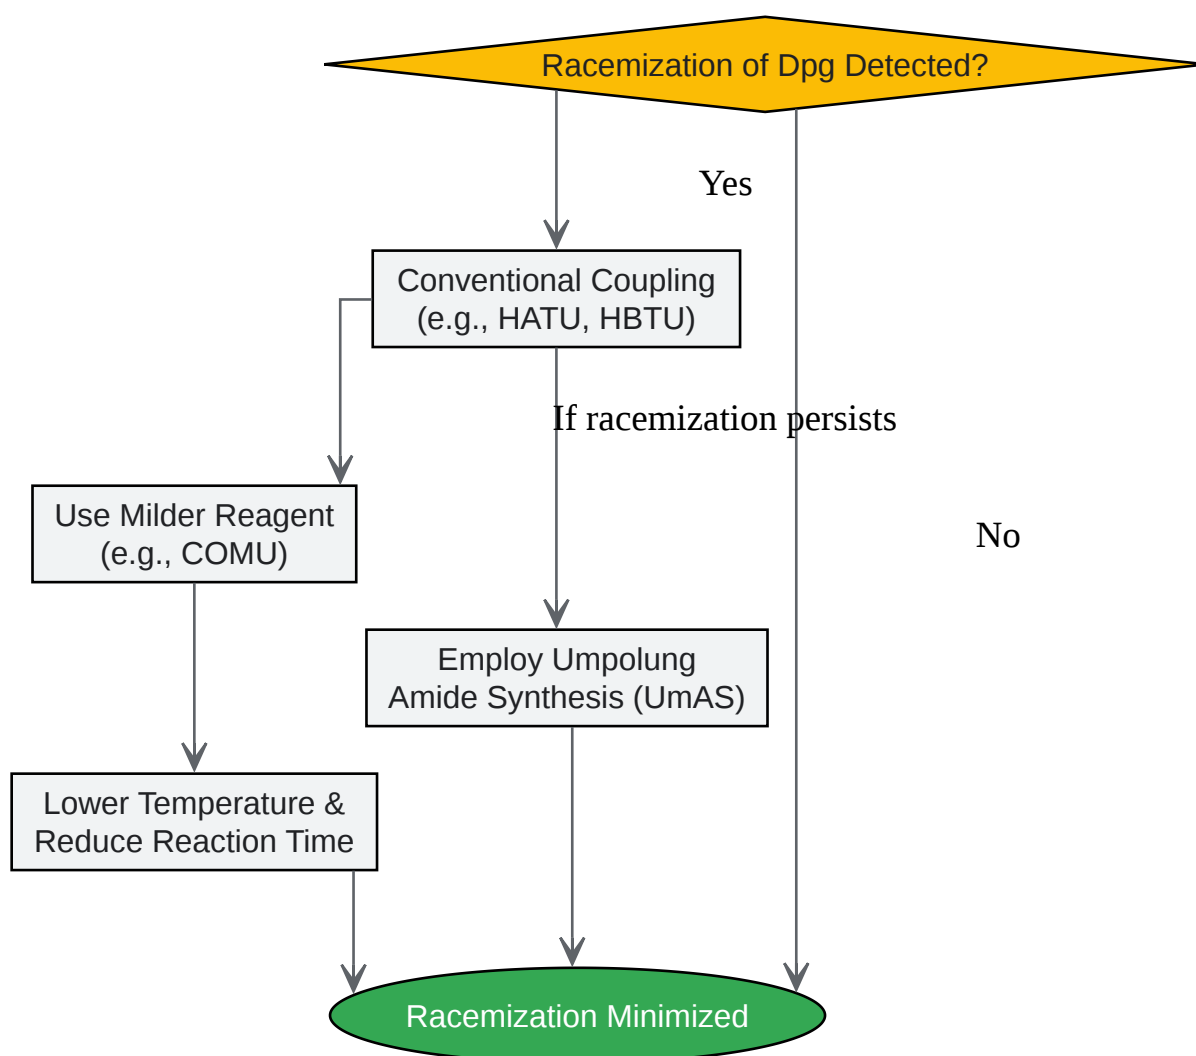 Racemization of Dpg Detected?
Yes
Conventional Coupling
(e.g., HATU, HBTU)
If racemization persists
Use Milder Reagent
(e.g., COMU)
No
Employ Umpolung
Amide Synthesis (UmAS)
Lower Temperature &
Reduce Reaction Time
Racemization Minimized